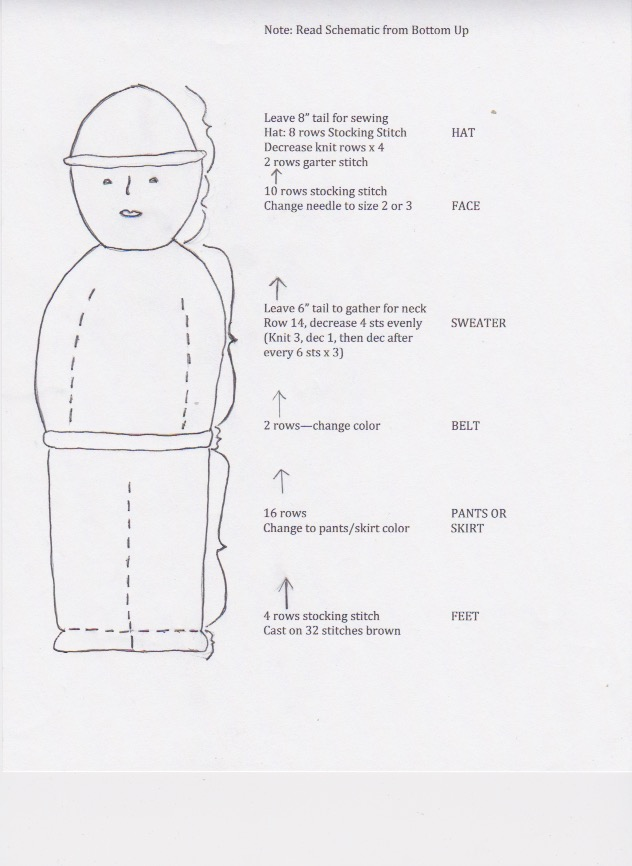 Note: Read Schematic from Bottom Up
Leave 8” tail for sewing
Hat: 8 rows Stocking Stitch HAT
Decrease knit rows x 4
2 rows garter stitch
10 rows stocking stitch
Change needle to size 2 or 3 FACE
Leave 6” tail to gather for neck
Row 14, decrease 4 sts evenly SWEATER
(Knit 3, dec 1, then dec after
every 6 sts x 3)
2 rows—change color BELT
16 rows PANTS OR
Change to pants/skirt color SKIRT
4 rows stocking stitch FEET
Cast on 32 stitches brown